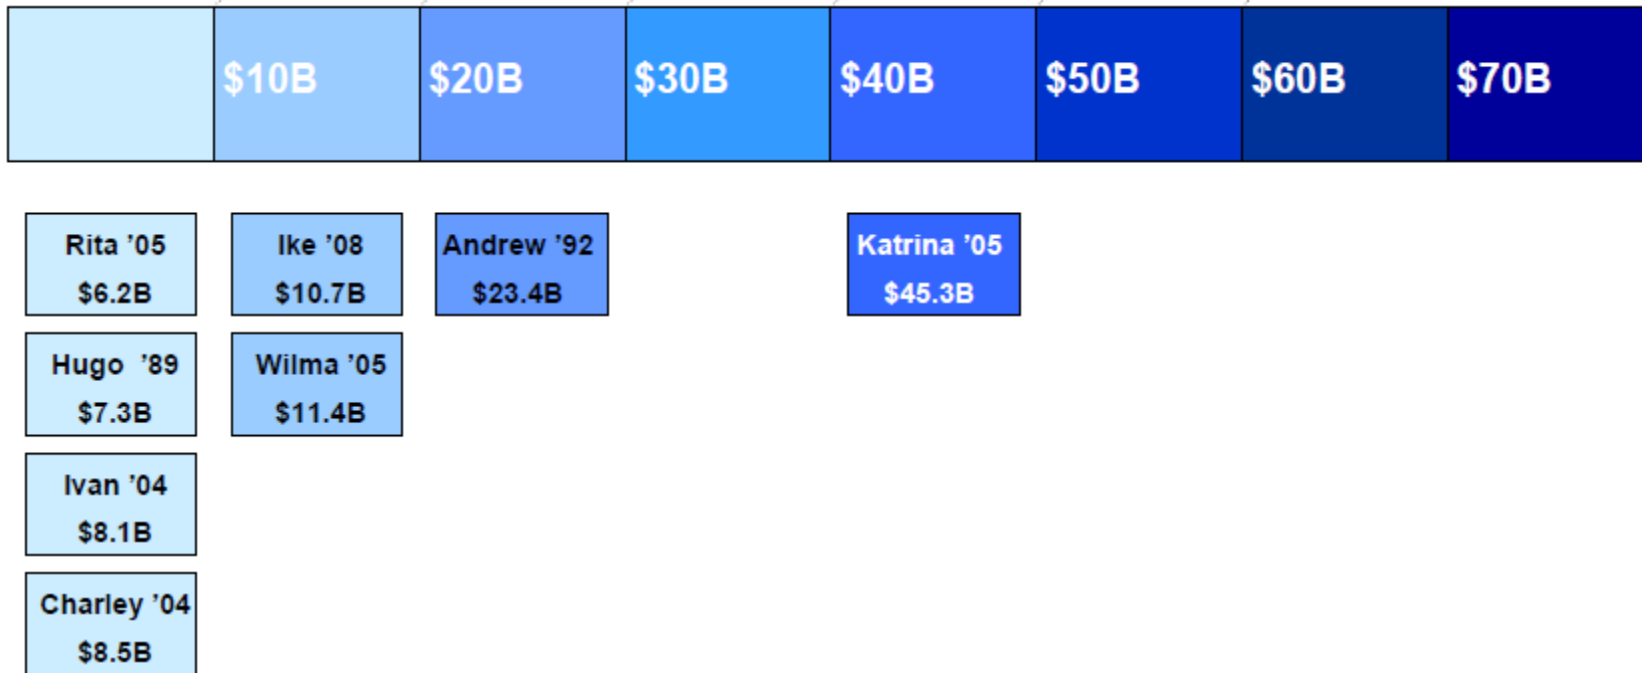 $10B $20B $30B $40B $50B $60B $70B
Rita ’05
$6.2B
Ike ’08
$10.7B
Andrew ’92
$23.4B
Katrina ’05
$45.3B
Hugo ’89
$7.3B
Wilma ’05
$11.4B
Ivan ’04
$8.1B
Charley ’04
$8.5B